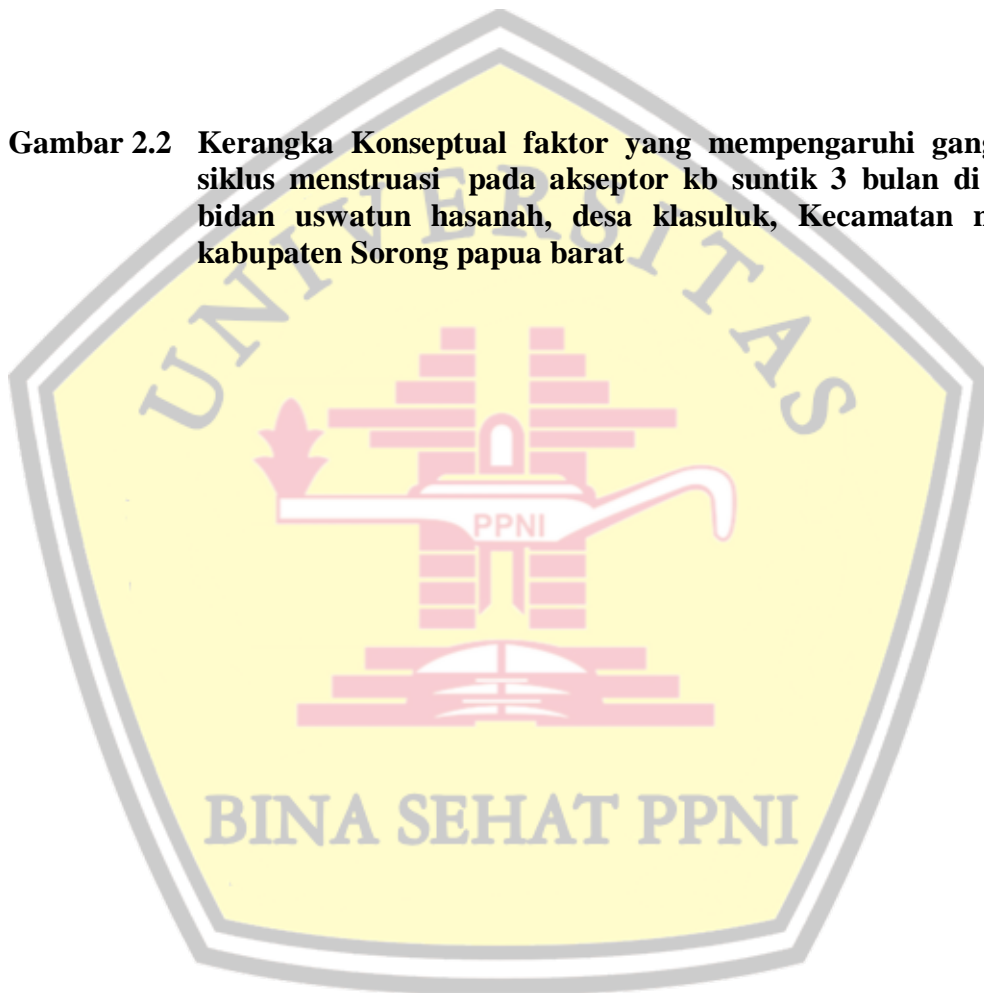 Gambar 2.2 Kerangka Konseptual faktor yang mempengaruhi
siklus menstruasi pada akseptor kb suntik 3 bulan di
bidan uswatun hasanah, desa klasuluk, Kecamatan
kabupaten Sorong papua barat
UNIVERSITAS
PPNI
BINA SEHAT PPNI